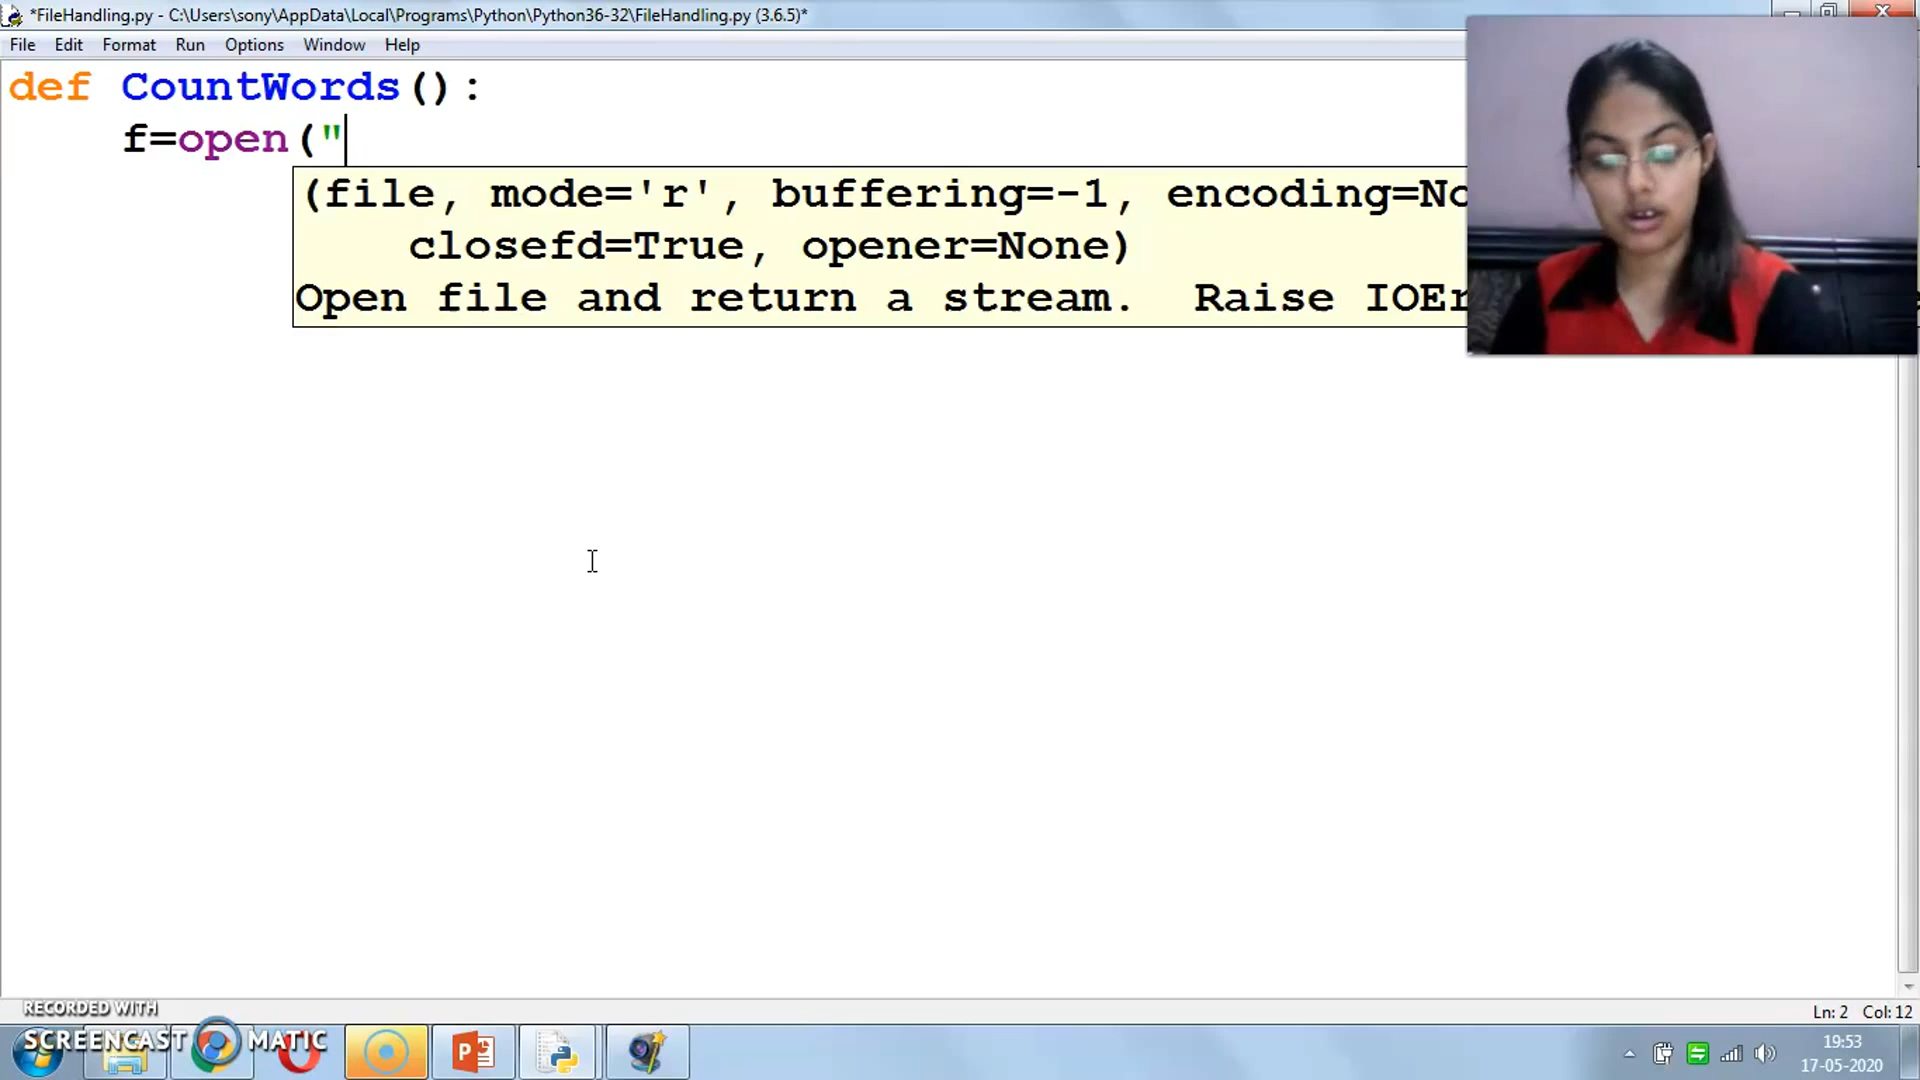 *FileHandling.py - C:\Users\sony\AppData\Local\Programs\Python\Python36-32\FileHandling.py (3.6.5)*
File Edit Format Run Options Window Help
def CountWords():
f=open("
(file, mode='r', buffering=-1, encoding=No
closefd=True, opener=None)
Open file and return a stream. Raise IOEr
Ln: 2 Col: 12
RECORDED WITH
SCREENCAST MATIC
19:53
17-05-2020